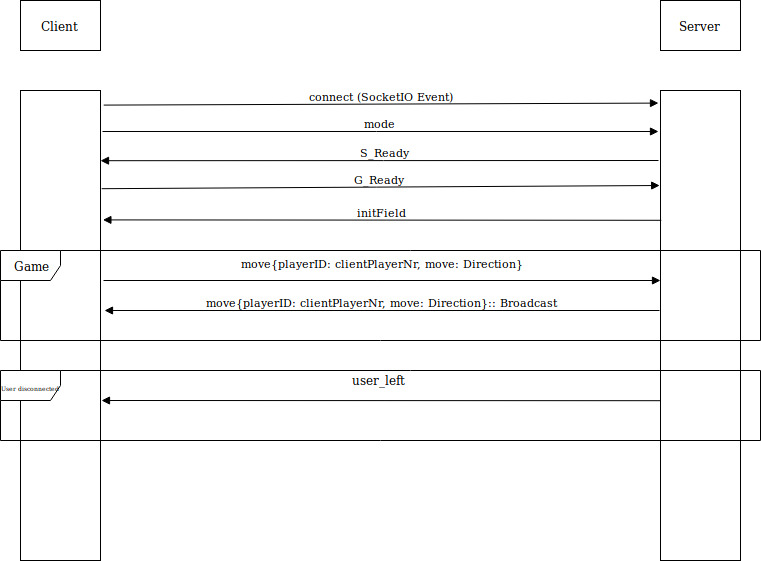 Client
Server
connect (SocketIO Event)
mode
S_Ready
G_Ready
initField
Game
move{playerID: clientPlayerNr, move: Direction}
move{playerID: clientPlayerNr, move: Direction}:: Broadcast
user_left
User disconnected